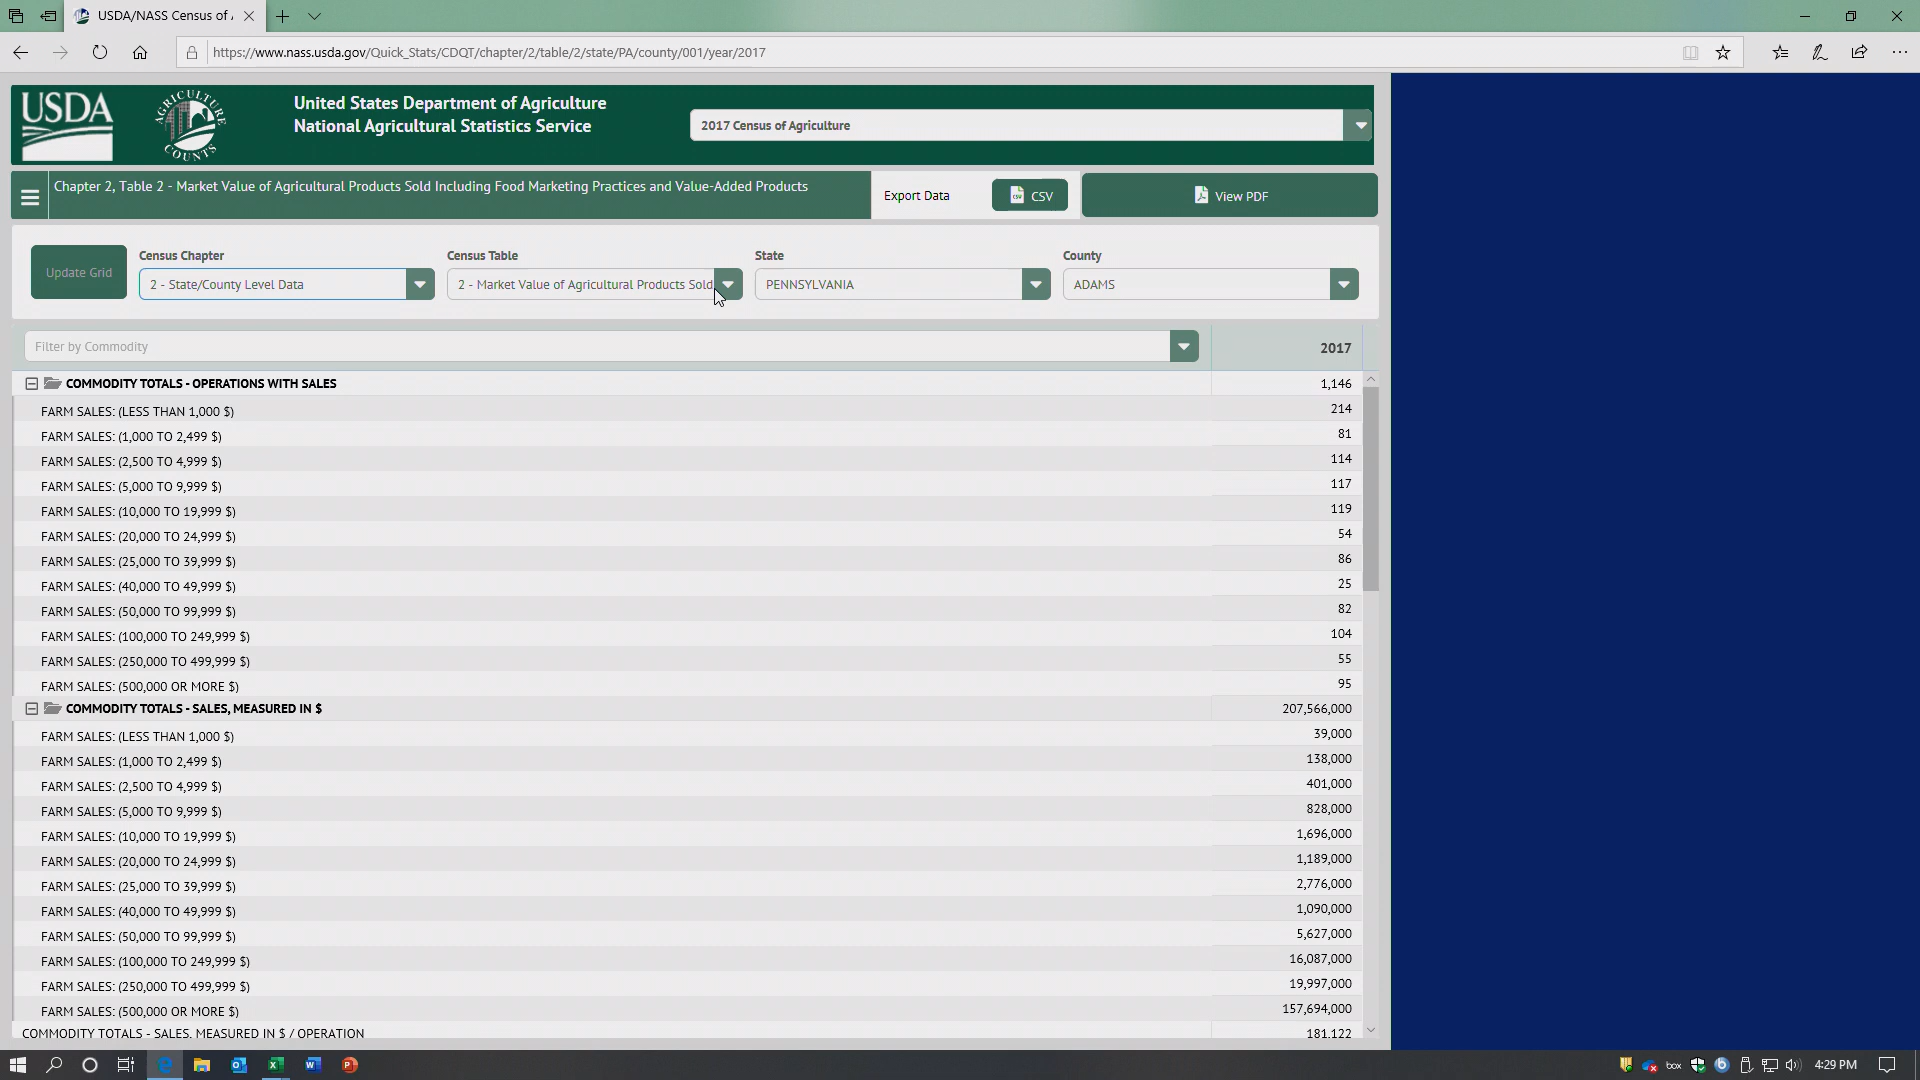 USDA/NASS Census of A
https://www.nass.usda.gov/Quick_Stats/CDQT/chapter/2/table/2/state/PA/county/001/year/2017
USDA
AGRICULTURE
COUNTS
United States Department of Agriculture
National Agricultural Statistics Service
2017 Census of Agriculture
Chapter 2, Table 2 - Market Value of Agricultural Products Sold Including Food Marketing Practices and Value-Added Products
Export Data
CSV
View PDF
Update Grid
Census Chapter
2 - State/County Level Data
Census Table
2 - Market Value of Agricultural Products Sold
State
PENNSYLVANIA
County
ADAMS
Filter by Commodity
2017
COMMODITY TOTALS - OPERATIONS WITH SALES 1,146
FARM SALES: (LESS THAN 1,000 $) 214
FARM SALES: (1,000 TO 2,499 $) 81
FARM SALES: (2,500 TO 4,999 $) 114
FARM SALES: (5,000 TO 9,999 $) 117
FARM SALES: (10,000 TO 19,999 $) 119
FARM SALES: (20,000 TO 24,999 $) 54
FARM SALES: (25,000 TO 39,999 $) 86
FARM SALES: (40,000 TO 49,999 $) 25
FARM SALES: (50,000 TO 99,999 $) 82
FARM SALES: (100,000 TO 249,999 $) 104
FARM SALES: (250,000 TO 499,999 $) 55
FARM SALES: (500,000 OR MORE $) 95
COMMODITY TOTALS - SALES, MEASURED IN $ 207,566,000
FARM SALES: (LESS THAN 1,000 $) 39,000
FARM SALES: (1,000 TO 2,499 $) 138,000
FARM SALES: (2,500 TO 4,999 $) 401,000
FARM SALES: (5,000 TO 9,999 $) 828,000
FARM SALES: (10,000 TO 19,999 $) 1,696,000
FARM SALES: (20,000 TO 24,999 $) 1,189,000
FARM SALES: (25,000 TO 39,999 $) 2,776,000
FARM SALES: (40,000 TO 49,999 $) 1,090,000
FARM SALES: (50,000 TO 99,999 $) 5,627,000
FARM SALES: (100,000 TO 249,999 $) 16,087,000
FARM SALES: (250,000 TO 499,999 $) 19,997,000
FARM SALES: (500,000 OR MORE $) 157,694,000
COMMODITY TOTALS - SALES, MEASURED IN $ / OPERATION 181,122
box
4:29 PM